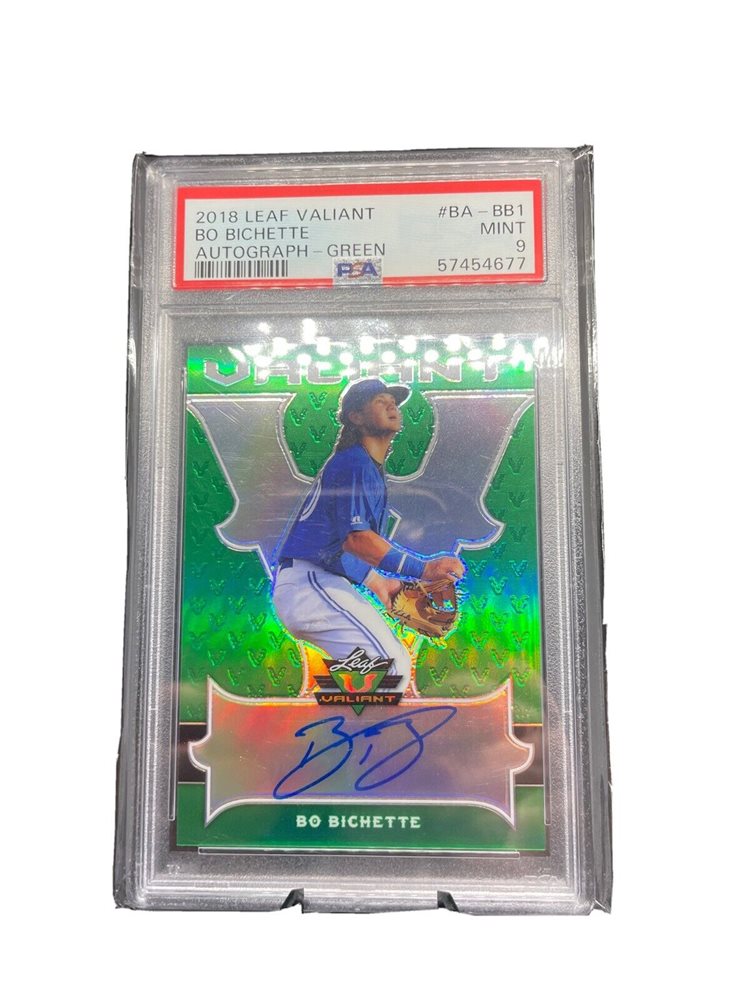 2018 LEAF VALIANT #BA-BB1
BO BICHETTE MINT
AUTOGRAPH-GREEN 9
PSA 57454677
VALIANT
Leaf
VALIANT
BO BICHETTE